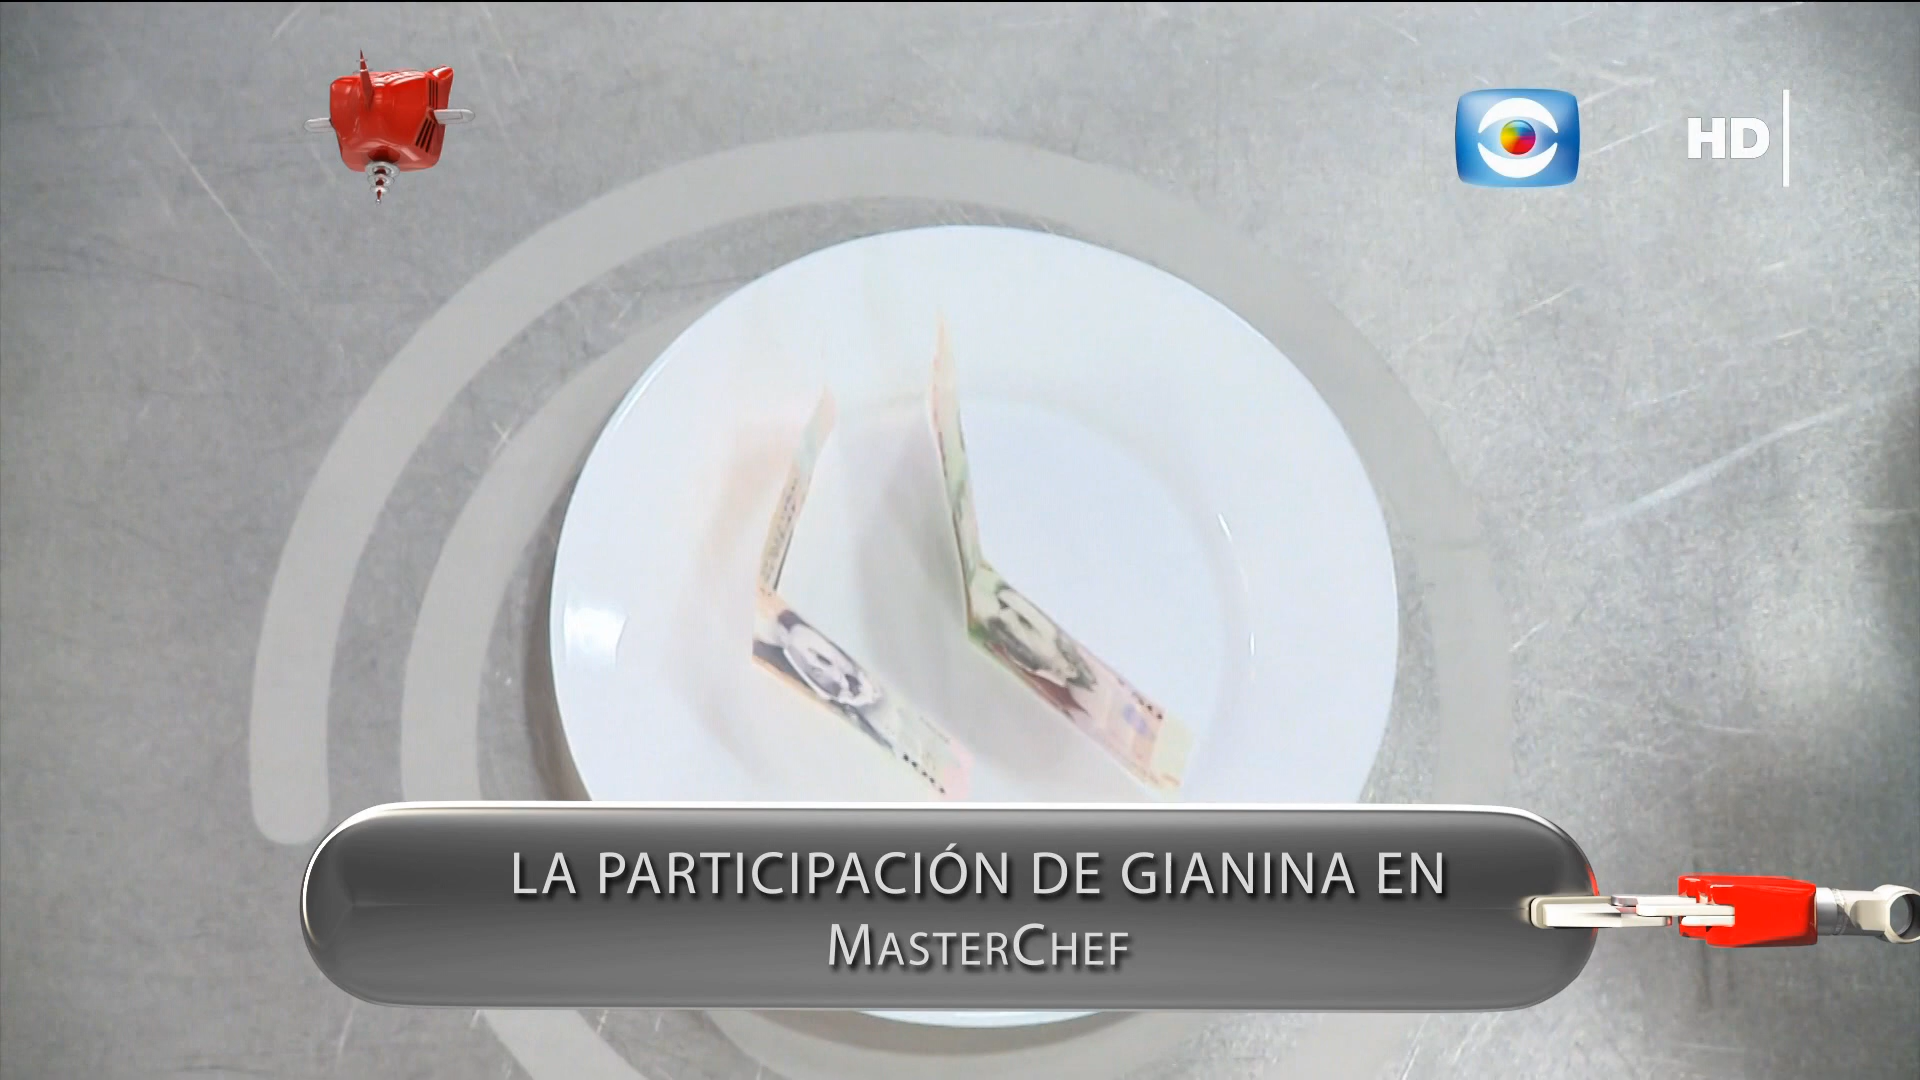 HD
LA PARTICIPACIÓN DE GIANINA EN
MASTERCHEF